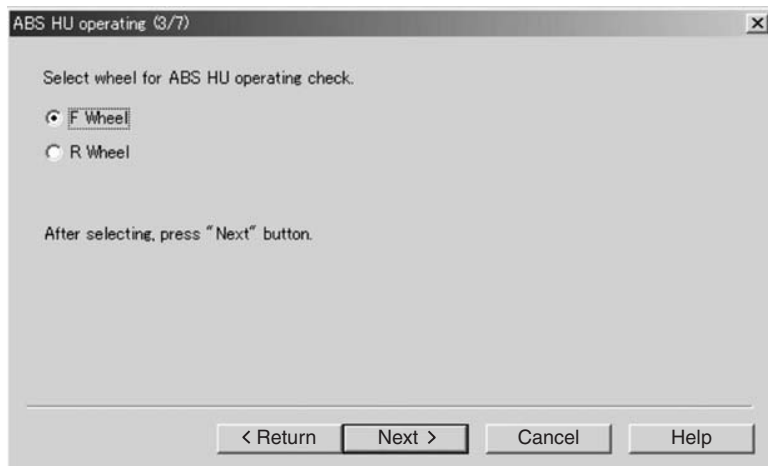 ABS HU operating (3/7)
Select wheel for ABS HU operating check.
F Wheel
R Wheel
After selecting, press "Next" button.
< Return Next > Cancel Help